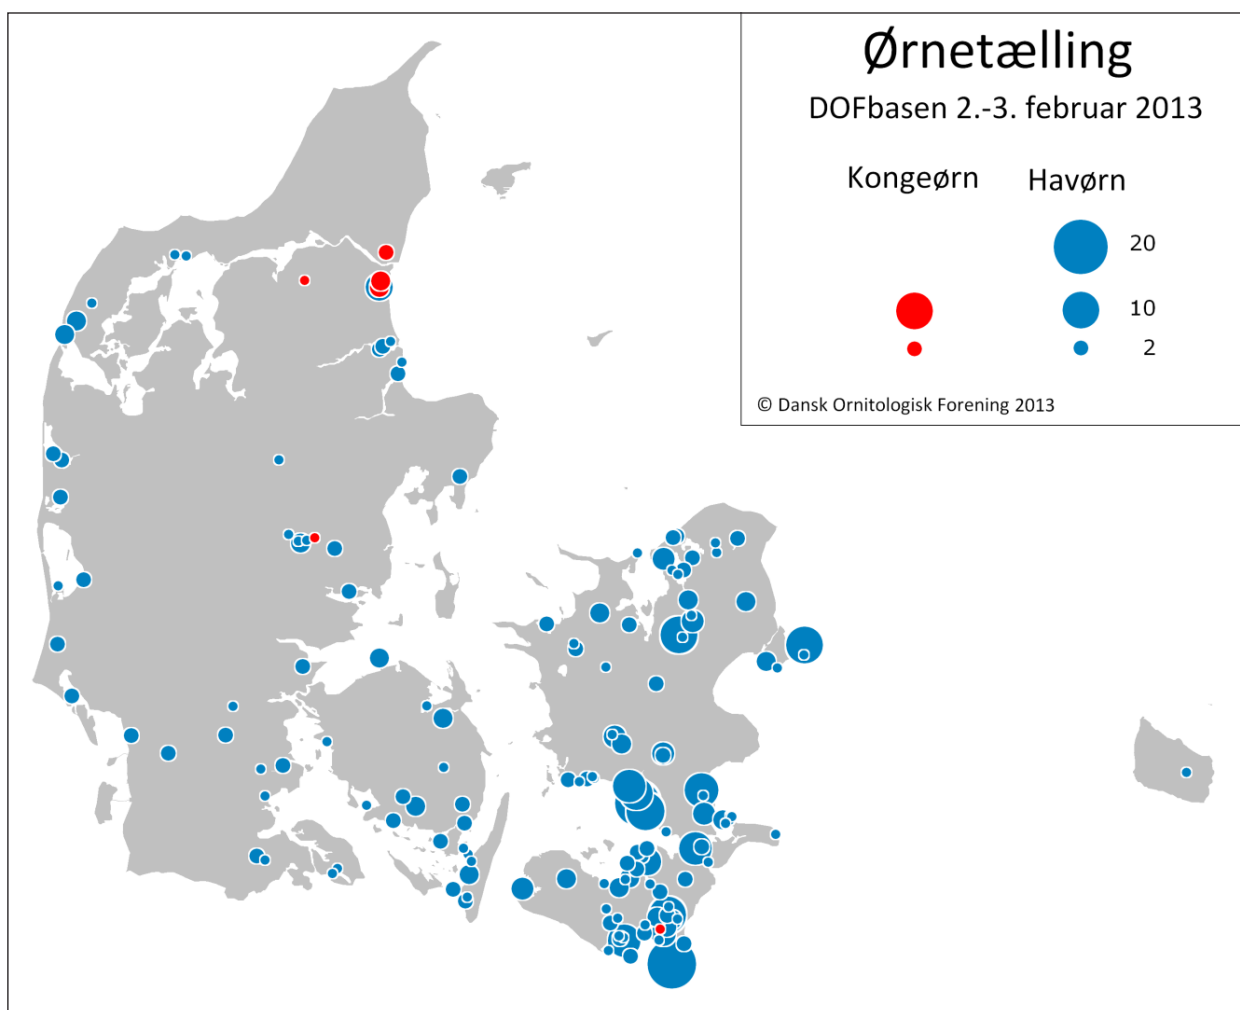 Ørnetælling
DOFbasen 2.-3. februar 2013
Kongeørn Havørn
20
10
2
© Dansk Ornitologisk Forening 2013